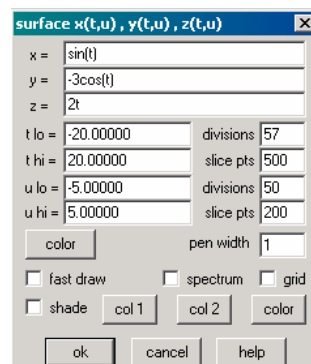 surface x(t,u) , y(t,u) , z(t,u)
x = sin(t)
y = -3cos(t)
z = 2t
t lo = -20.00000 divisions 57
t hi = 20.00000 slice pts 500
u lo = -5.00000 divisions 50
u hi = 5.00000 slice pts 200
color pen width 1
fast draw spectrum grid
shade col 1 col 2 color
ok cancel help